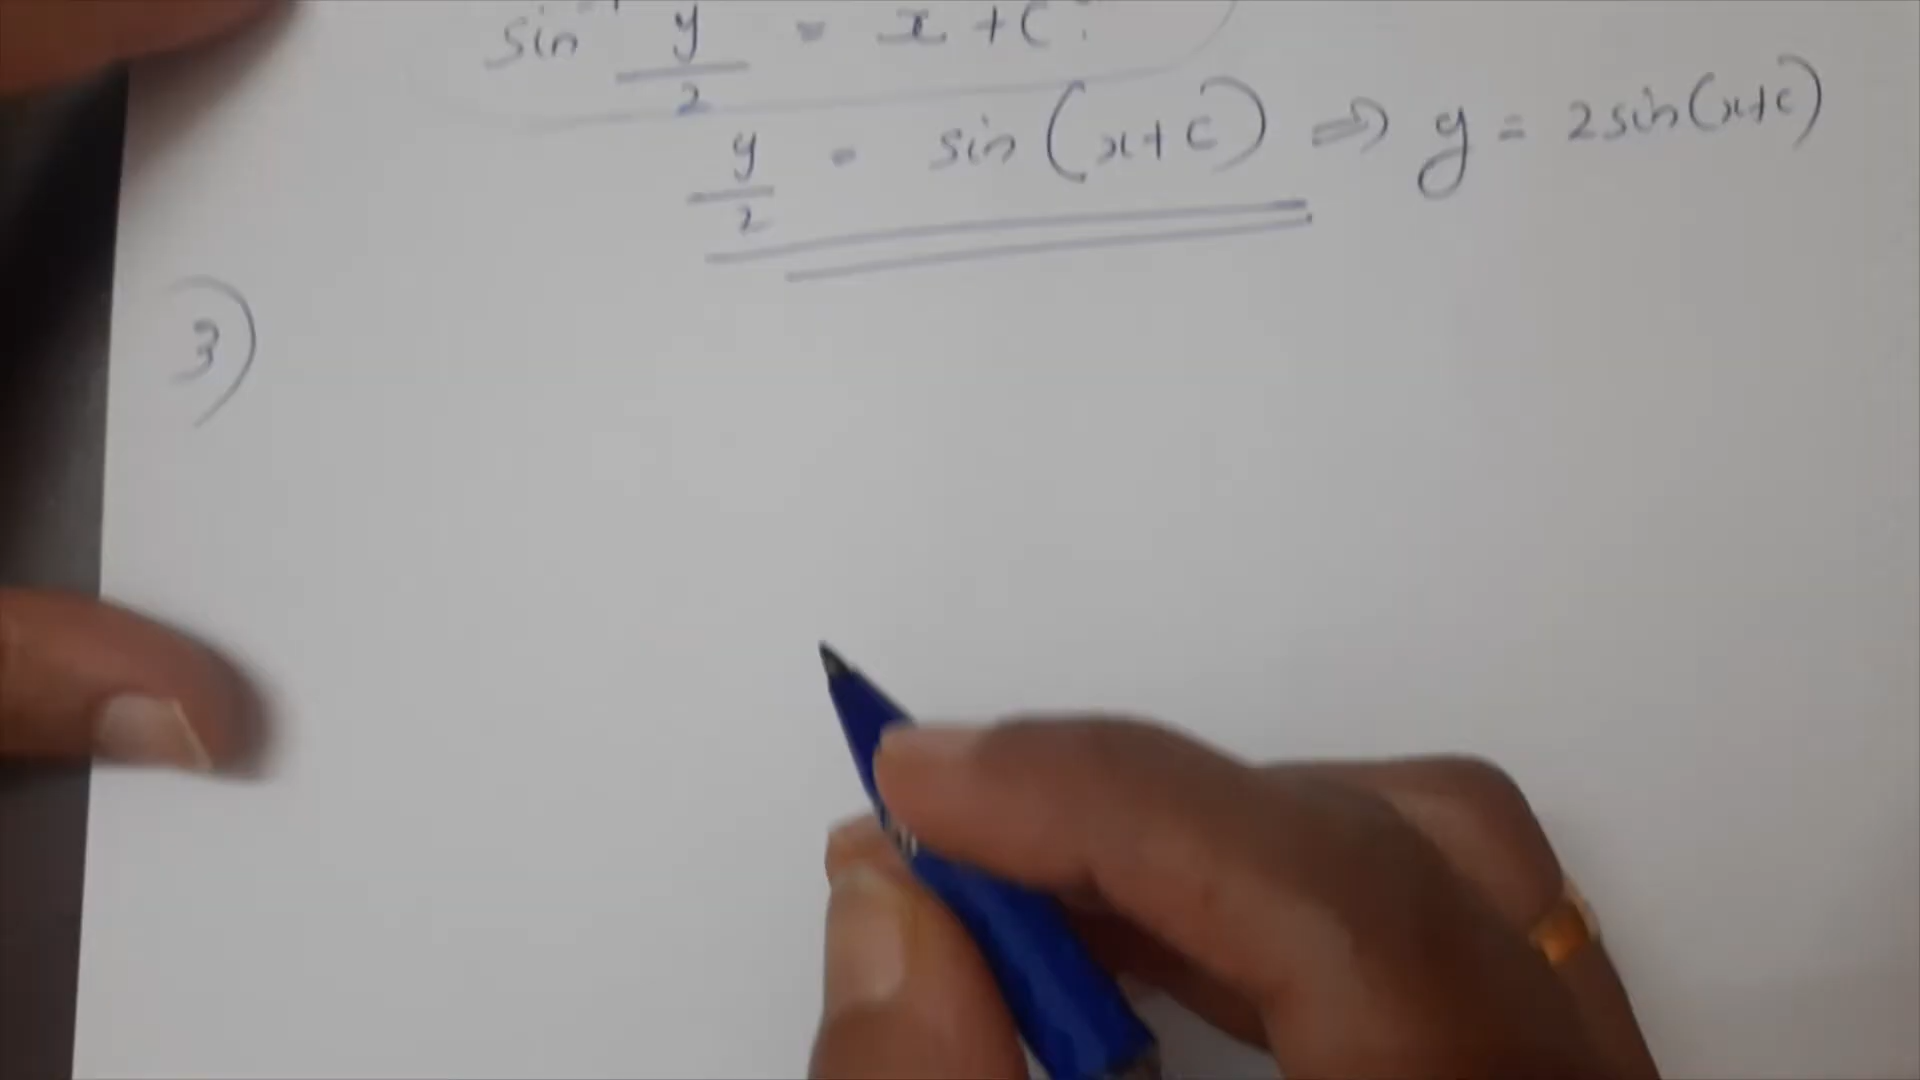 sin⁻¹ y/2 = x + C.
y/2 = sin(x+c) ⇒ y = 2sin(x+c)
3)